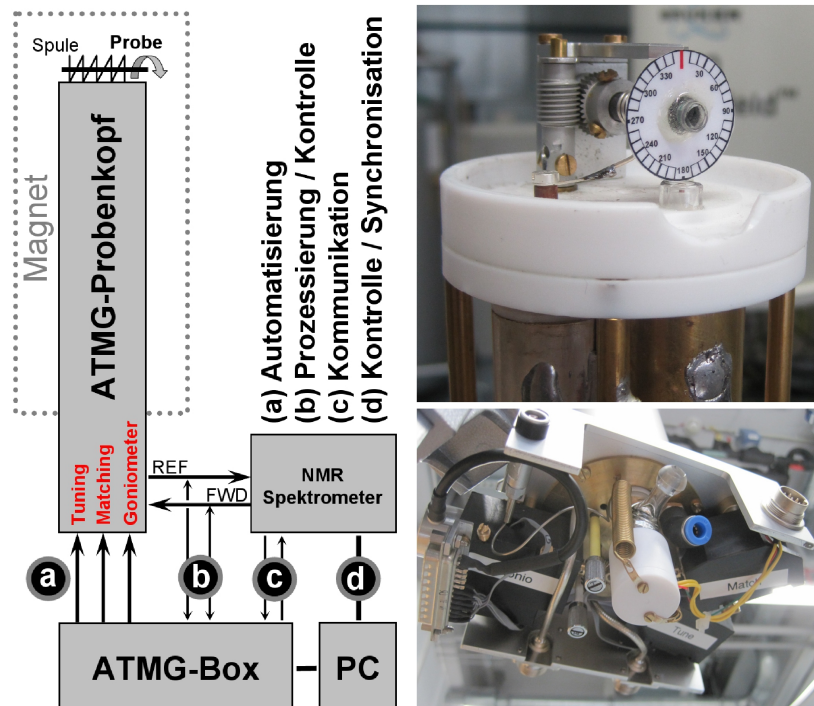 Spule
Probe
Magnet
ATMG-Probenkopf
Tuning
Matching
Goniometer
(a) Automatisierung
(b) Prozessierung / Kontrolle
(c) Kommunikation
(d) Kontrolle / Synchronisation
REF
FWD
NMR
Spektrometer
a
b
c
d
ATMG-Box
PC
30
60
90
120
150
180
210
240
270
300
330
Match
Tune